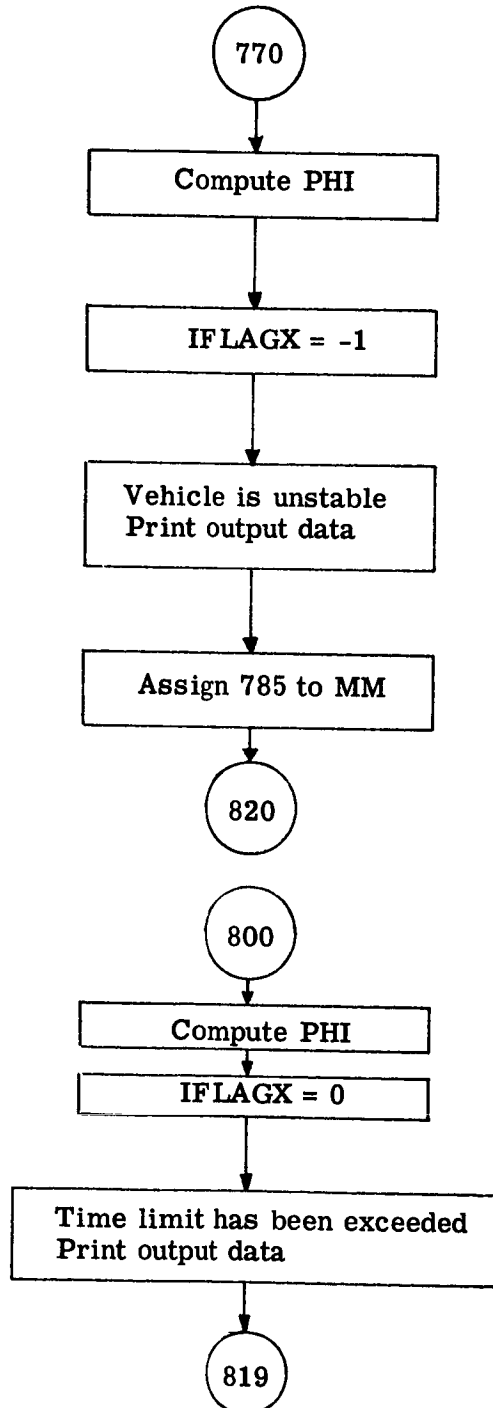 770
Compute PHI
IFLAGX = -1
Vehicle is unstable
Print output data
Assign 785 to MM
820
800
Compute PHI
IFLAGX = 0
Time limit has been exceeded
Print output data
819